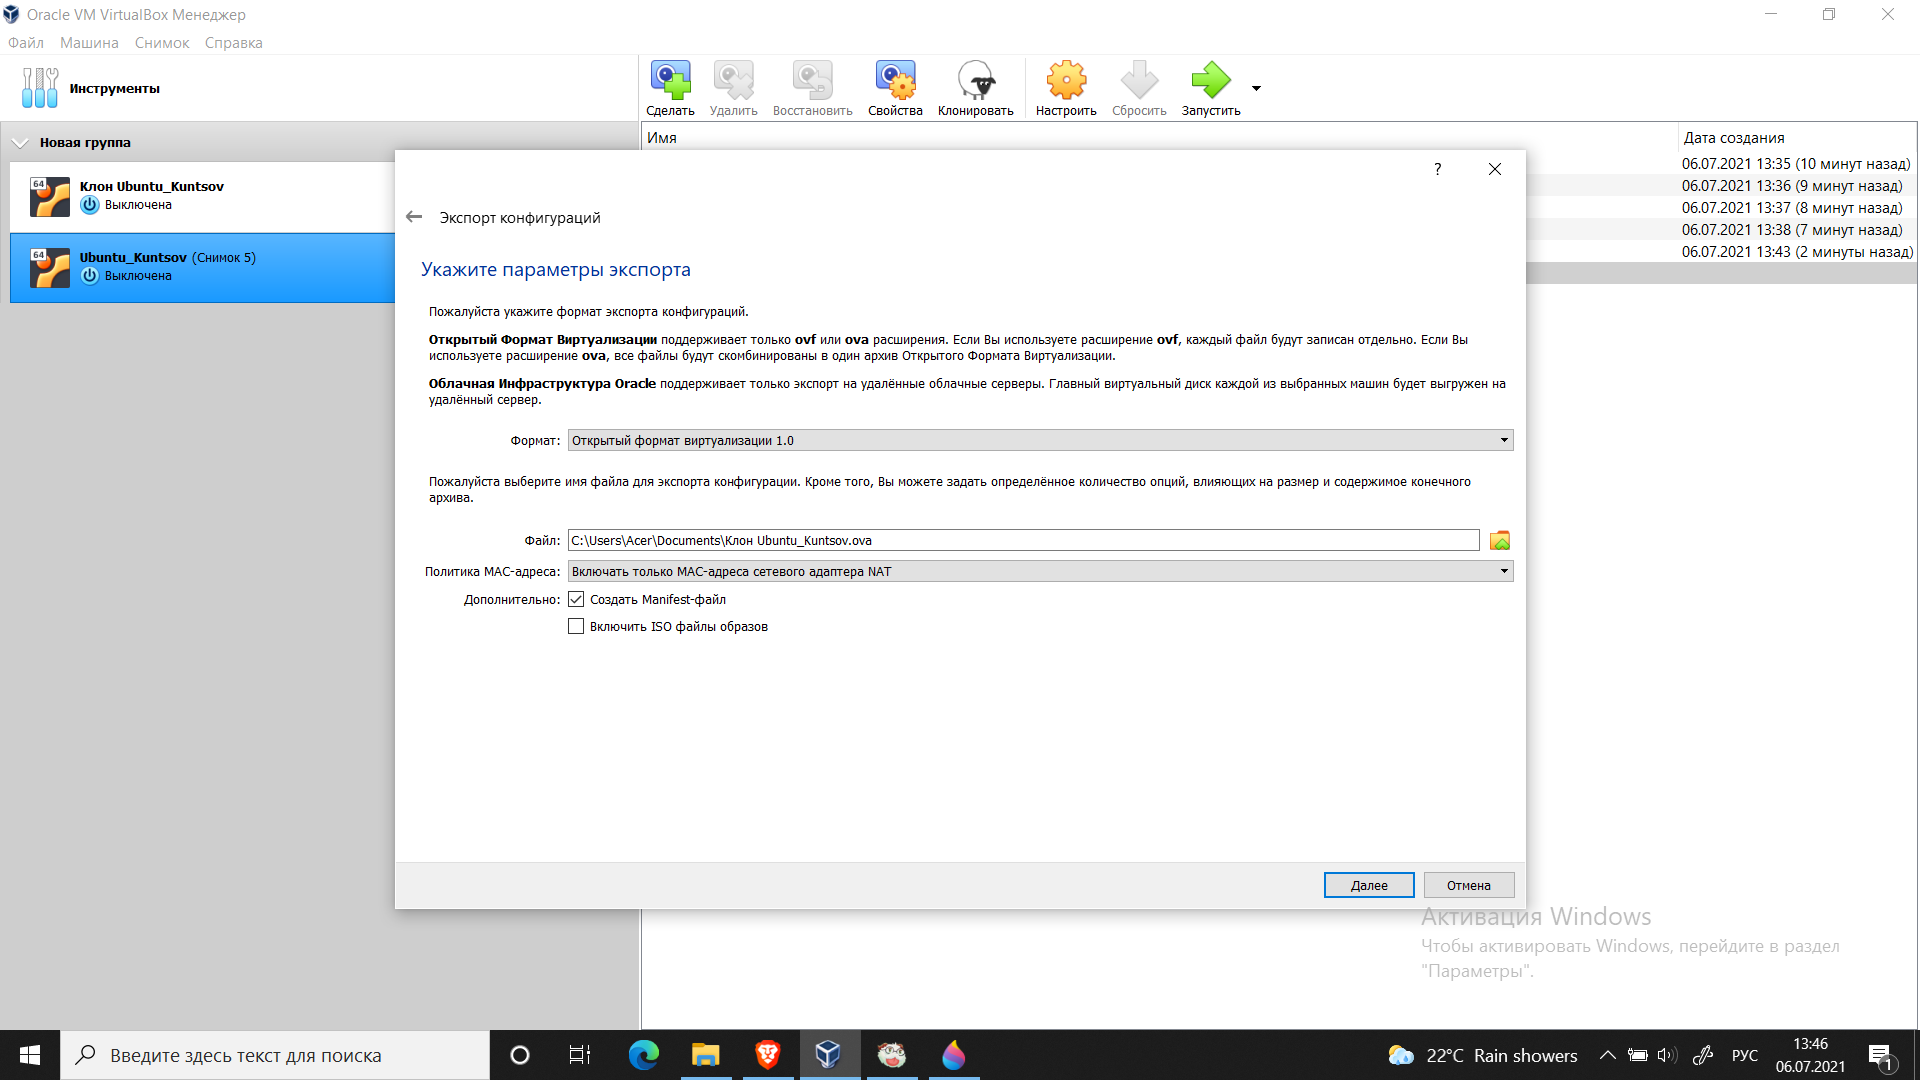 Oracle VM VirtualBox Менеджер
Файл Машина Снимок Справка
Инструменты
Сделать Удалить Восстановить Свойства Клонировать Настроить Сбросить Запустить
Новая группа
64
Клон Ubuntu_Kuntsov
Выключена
64
Ubuntu_Kuntsov (Снимок 5)
Выключена
Имя
Дата создания
06.07.2021 13:35 (10 минут назад)
06.07.2021 13:36 (9 минут назад)
06.07.2021 13:37 (8 минут назад)
06.07.2021 13:38 (7 минут назад)
06.07.2021 13:43 (2 минуты назад)
?
Экспорт конфигураций
Укажите параметры экспорта
Пожалуйста укажите формат экспорта конфигураций.
Открытый Формат Виртуализации поддерживает только ovf или ova расширения. Если Вы используете расширение ovf, каждый файл будут записан отдельно. Если Вы
используете расширение ova, все файлы будут скомбинированы в один архив Открытого Формата Виртуализации.
Облачная Инфраструктура Oracle поддерживает только экспорт на удалённые облачные серверы. Главный виртуальный диск каждой из выбранных машин будет выгружен на
удалённый сервер.
Формат: Открытый формат виртуализации 1.0
Пожалуйста выберите имя файла для экспорта конфигурации. Кроме того, Вы можете задать определённое количество опций, влияющих на размер и содержимое конечного
архива.
Файл: C:\Users\Acer\Documents\Клон Ubuntu_Kuntsov.ova
Политика MAC-адреса: Включать только MAC-адреса сетевого адаптера NAT
Дополнительно: Создать Manifest-файл
Включить ISO файлы образов
Далее Отмена
Активация Windows
Чтобы активировать Windows, перейдите в раздел
"Параметры".
Введите здесь текст для поиска
22°C Rain showers
РУС
13:46
06.07.2021
1